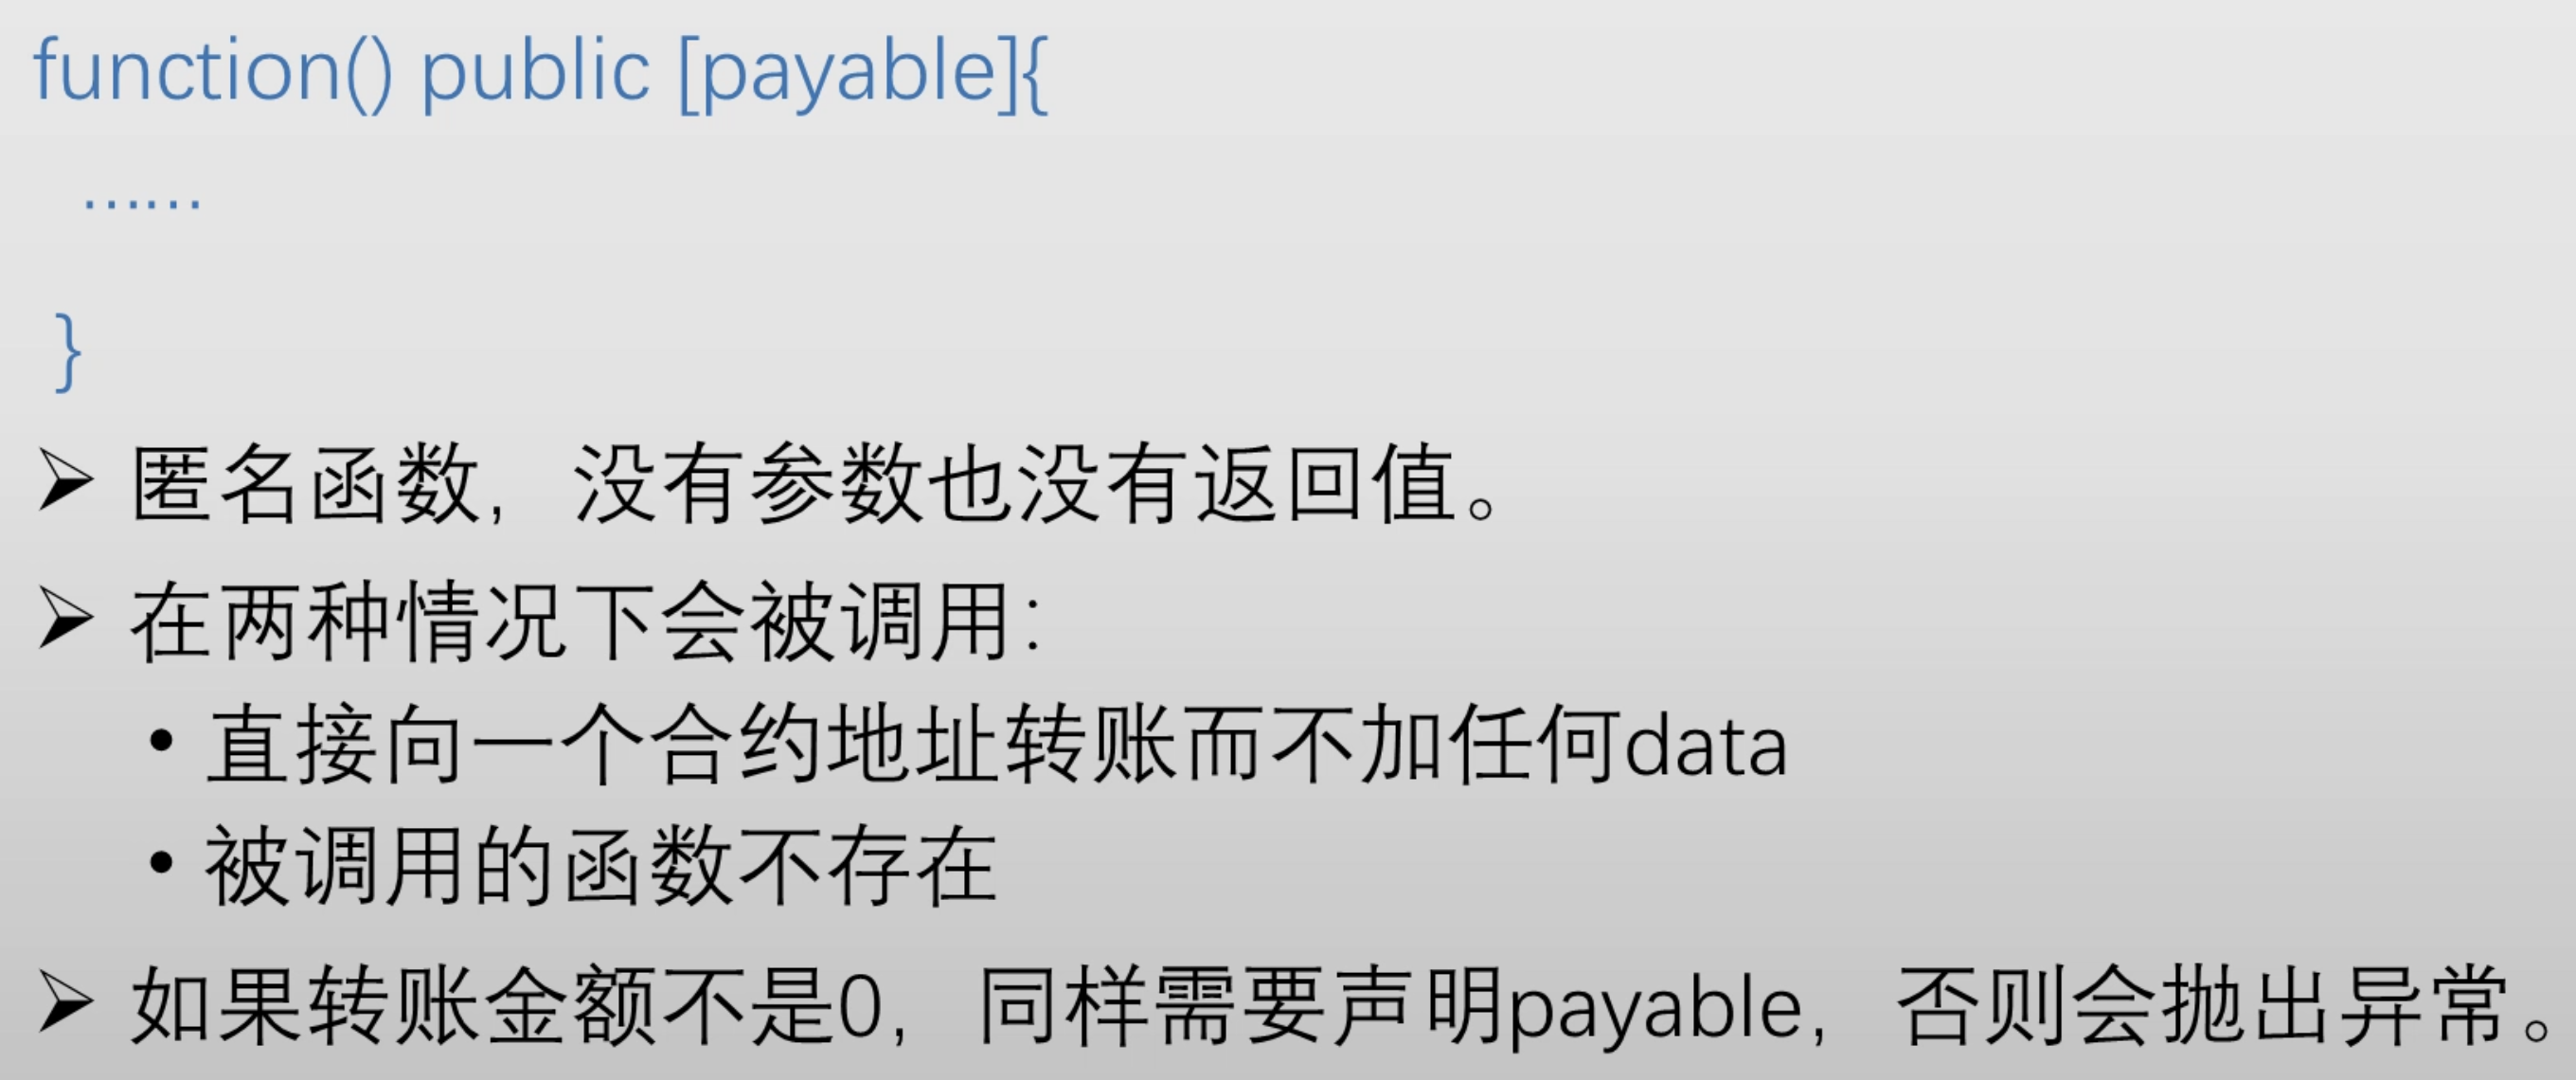 function() public [payable]{
……
}
➢ 匿名函数，没有参数也没有返回值。
➢ 在两种情况下会被调用：
• 直接向一个合约地址转账而不加任何data
• 被调用的函数不存在
➢ 如果转账金额不是0，同样需要声明payable，否则会抛出异常。